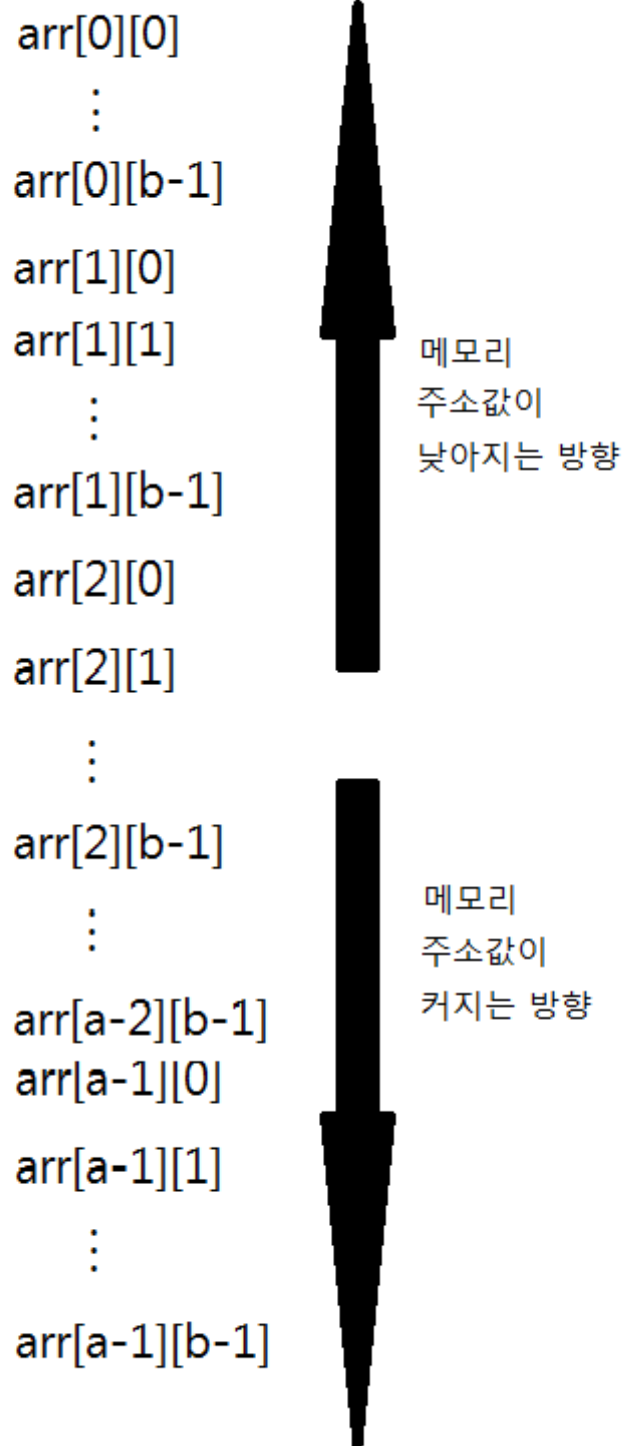 arr[0][0]
⋮
arr[0][b-1]
arr[1][0]
arr[1][1]
⋮
arr[1][b-1]
arr[2][0]
arr[2][1]
⋮
arr[2][b-1]
⋮
arr[a-2][b-1]
arr[a-1][0]
arr[a-1][1]
⋮
arr[a-1][b-1]
메모리
주소값이
낮아지는 방향
메모리
주소값이
커지는 방향